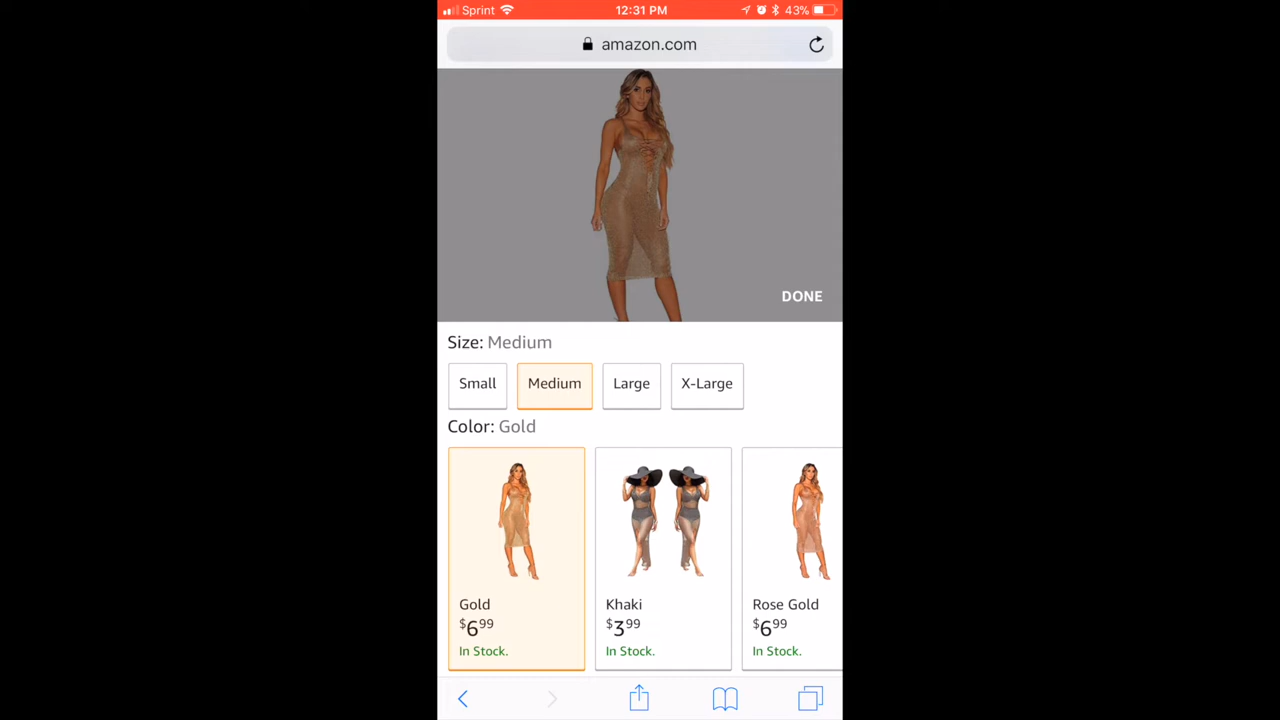 Sprint 12:31 PM 43%
amazon.com
DONE
Size: Medium
Small Medium Large X-Large
Color: Gold
Gold Khaki Rose Gold
$6.99 $3.99 $6.99
In Stock. In Stock. In Stock.